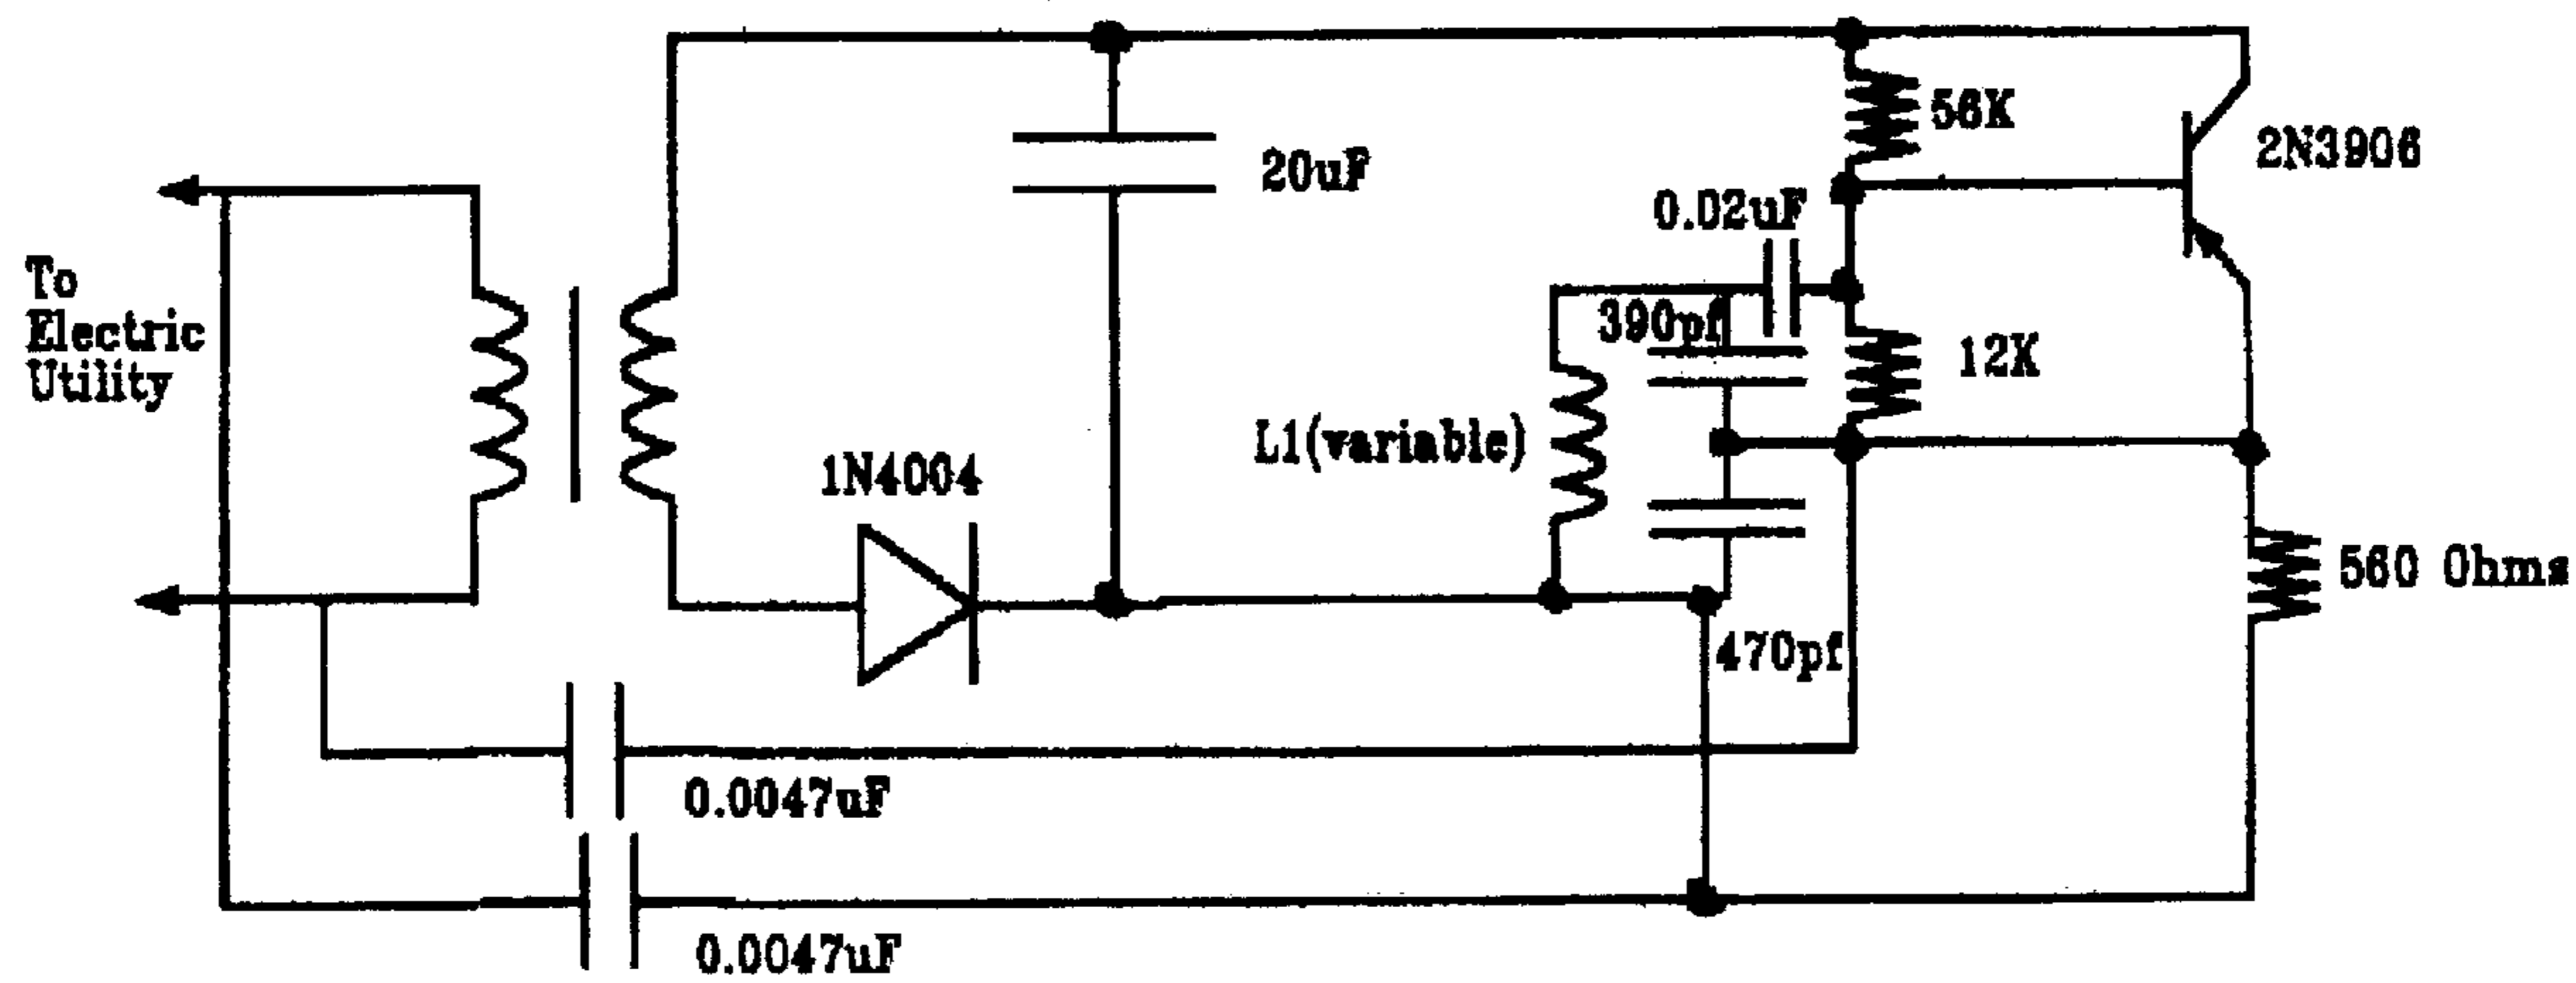 56K
2N3906
20uF
0.02uF
To
Electric
Utility
390pf
12K
L1(variable)
1N4004
560 Ohms
470pf
0.0047uF
0.0047uF